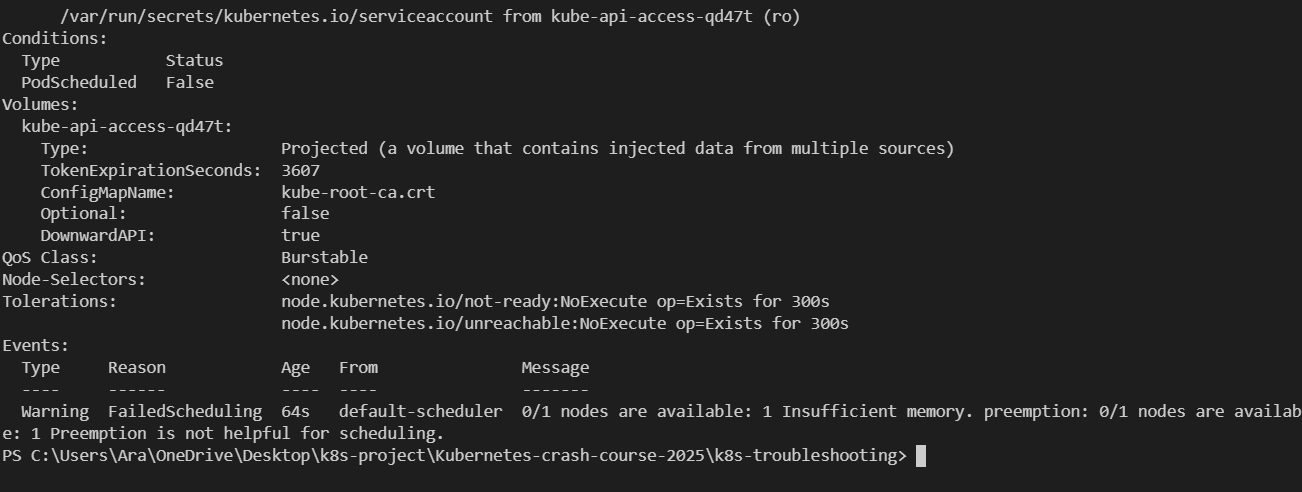 /var/run/secrets/kubernetes.io/serviceaccount from kube-api-access-qd47t (ro)
Conditions:
  Type           Status
  PodScheduled   False
Volumes:
  kube-api-access-qd47t:
    Type:                    Projected (a volume that contains injected data from multiple sources)
    TokenExpirationSeconds:  3607
    ConfigMapName:           kube-root-ca.crt
    Optional:                false
    DownwardAPI:             true
QoS Class:                   Burstable
Node-Selectors:              <none>
Tolerations:                 node.kubernetes.io/not-ready:NoExecute op=Exists for 300s
                             node.kubernetes.io/unreachable:NoExecute op=Exists for 300s
Events:
  Type     Reason            Age   From               Message
  ----     ------            ----  ----               -------
  Warning  FailedScheduling  64s   default-scheduler  0/1 nodes are available: 1 Insufficient memory. preemption: 0/1 nodes are availab
e: 1 Preemption is not helpful for scheduling.
PS C:\Users\Ara\OneDrive\Desktop\k8s-project\Kubernetes-crash-course-2025\k8s-troubleshooting>